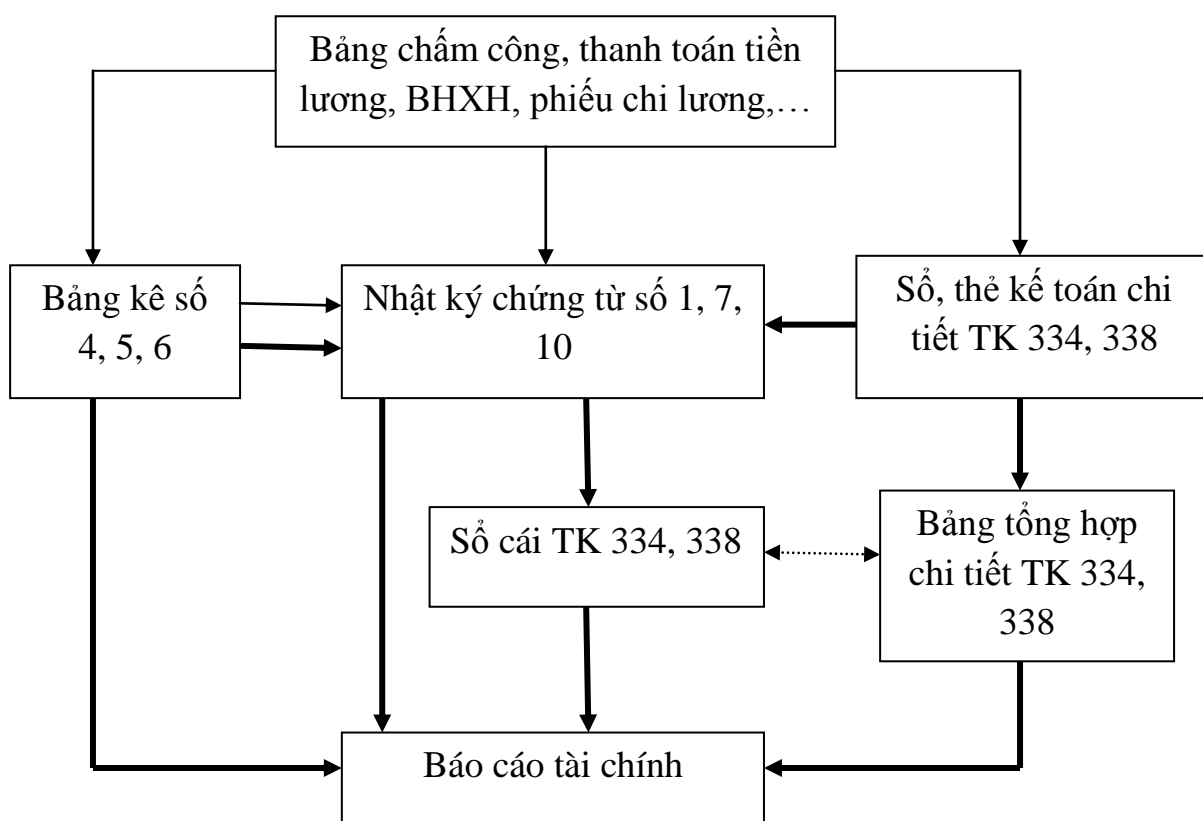 Bảng chấm công, thanh toán tiền
lương, BHXH, phiếu chi lương,…
Bảng kê số
4, 5, 6
Nhật ký chứng từ số 1, 7,
10
Sổ, thẻ kế toán chi
tiết TK 334, 338
Sổ cái TK 334, 338
Bảng tổng hợp
chi tiết TK 334,
338
Báo cáo tài chính